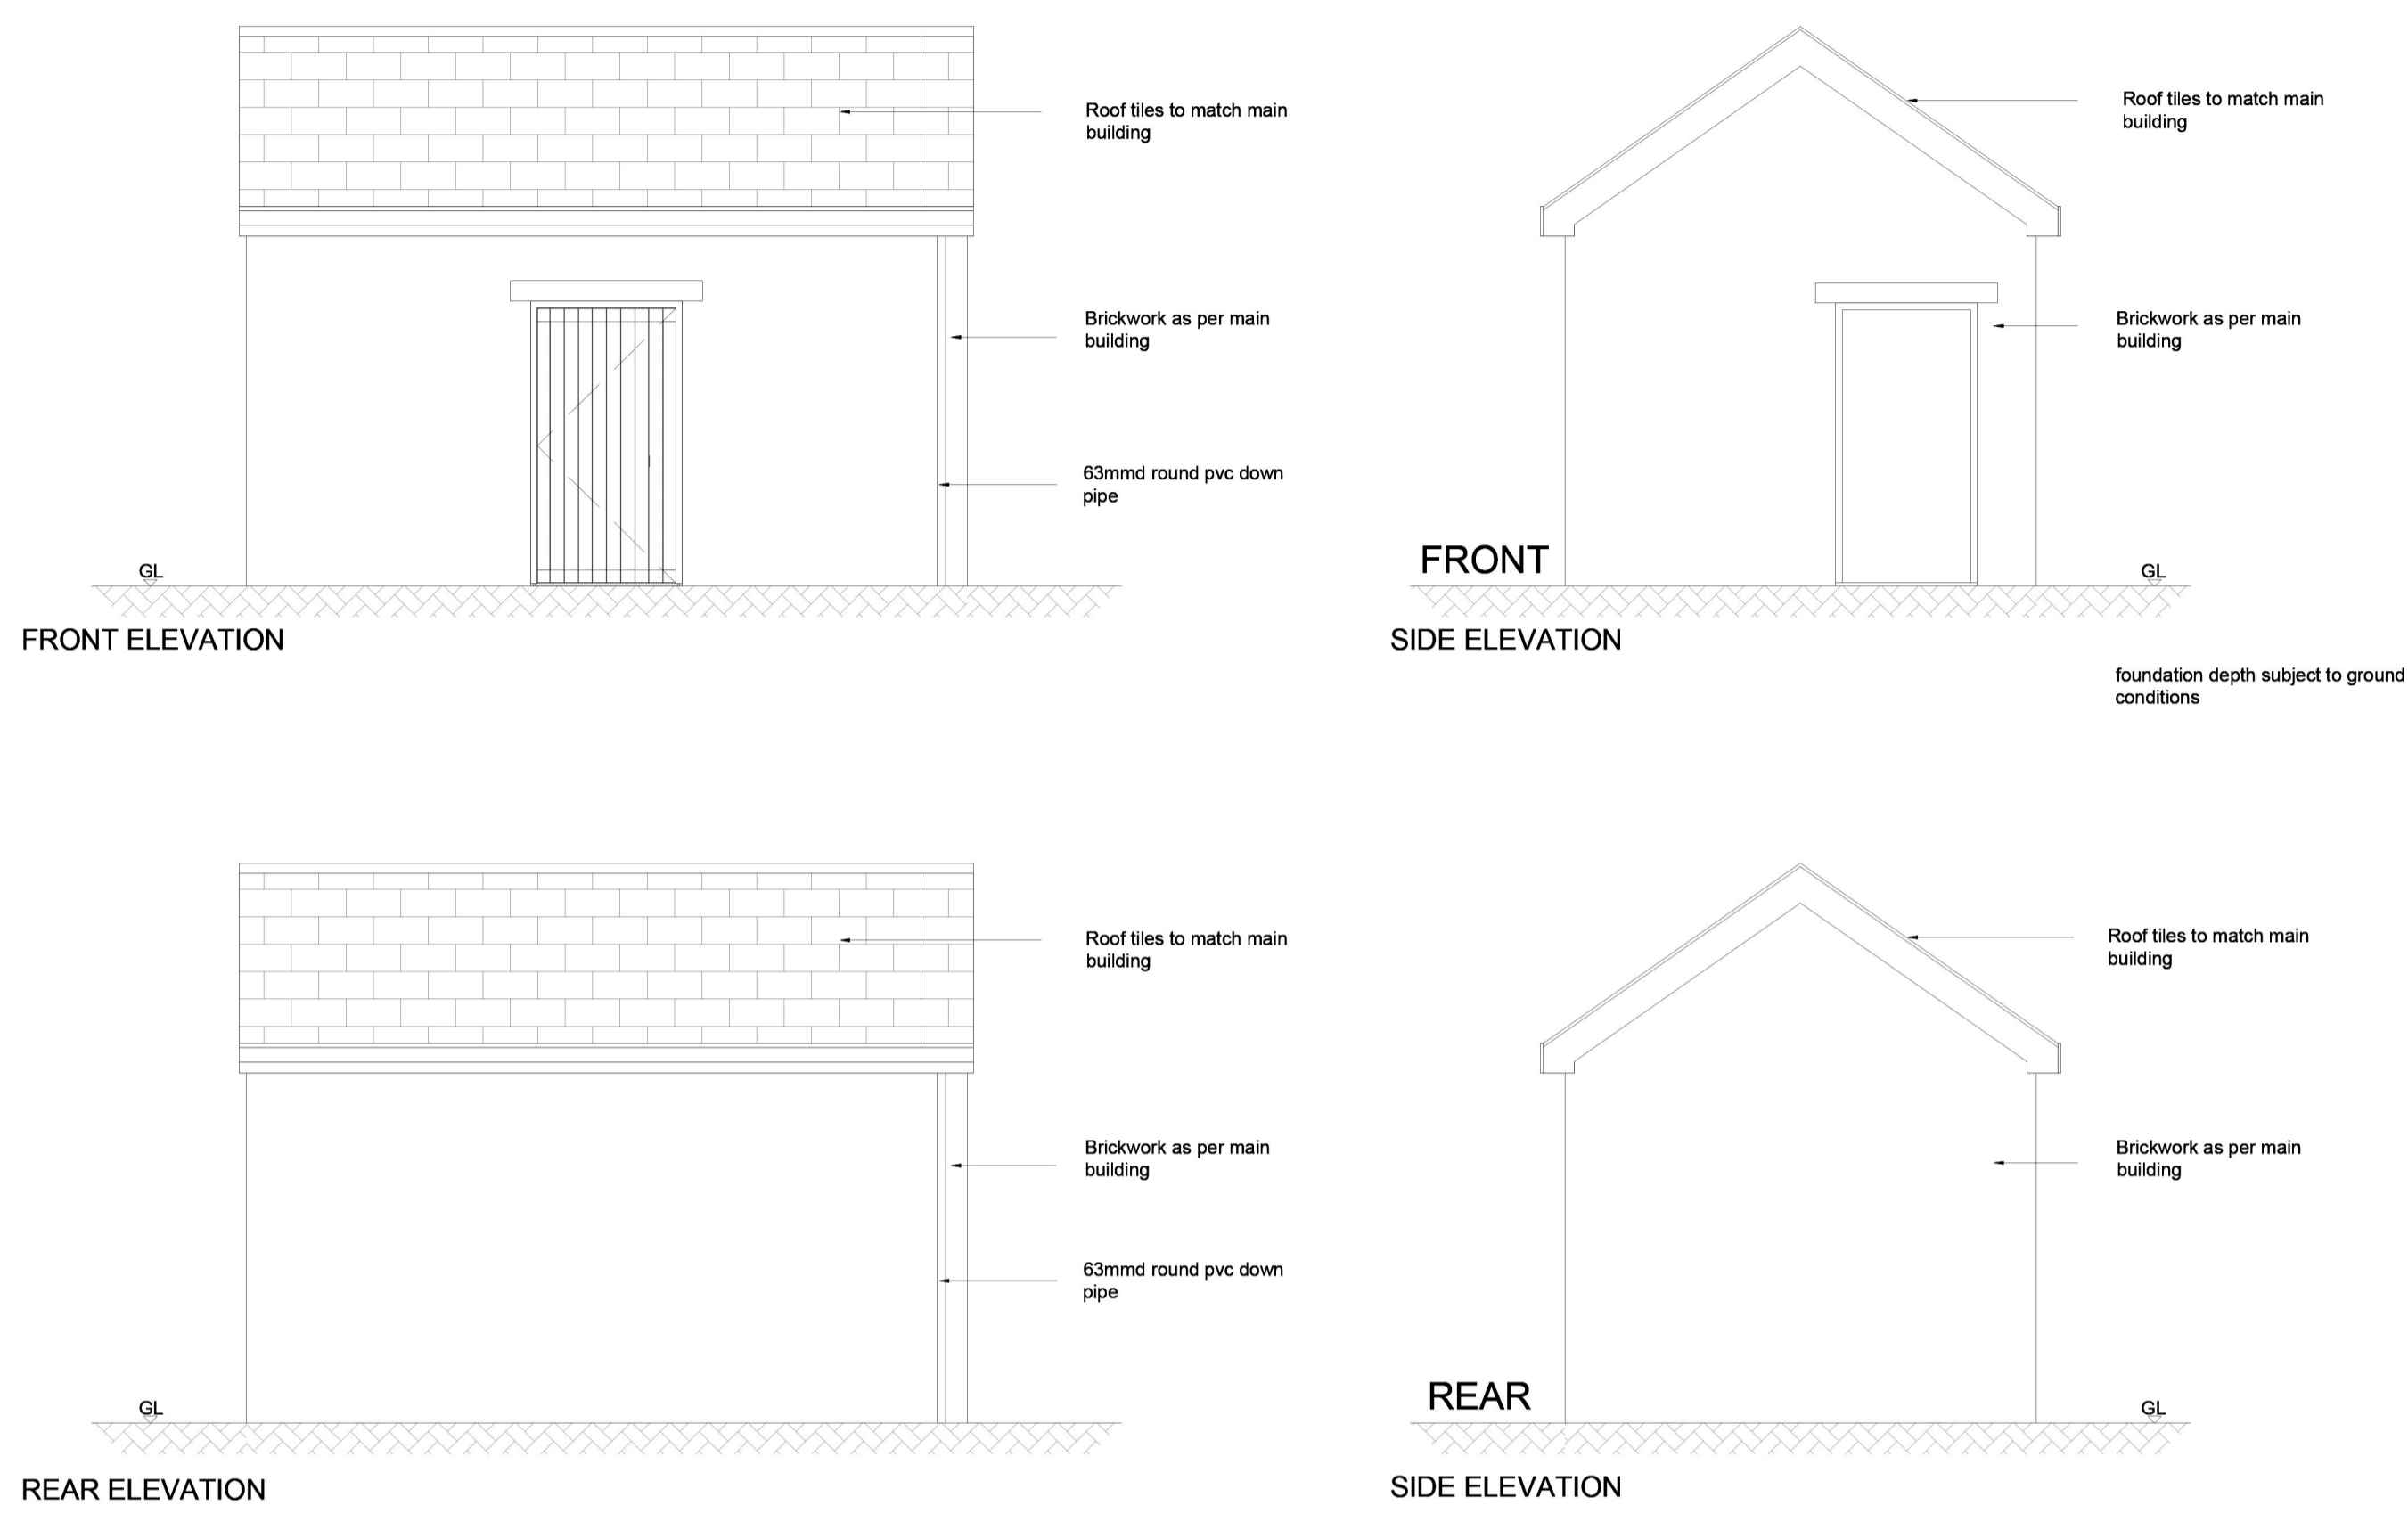 Roof tiles to match main
building
Brickwork as per main
building
63mmd round pvc down
pipe
GL
FRONT ELEVATION
Roof tiles to match main
building
Brickwork as per main
building
FRONT
GL
SIDE ELEVATION
foundation depth subject to ground
conditions
Roof tiles to match main
building
Brickwork as per main
building
63mmd round pvc down
pipe
GL
REAR ELEVATION
Roof tiles to match main
building
Brickwork as per main
building
REAR
GL
SIDE ELEVATION